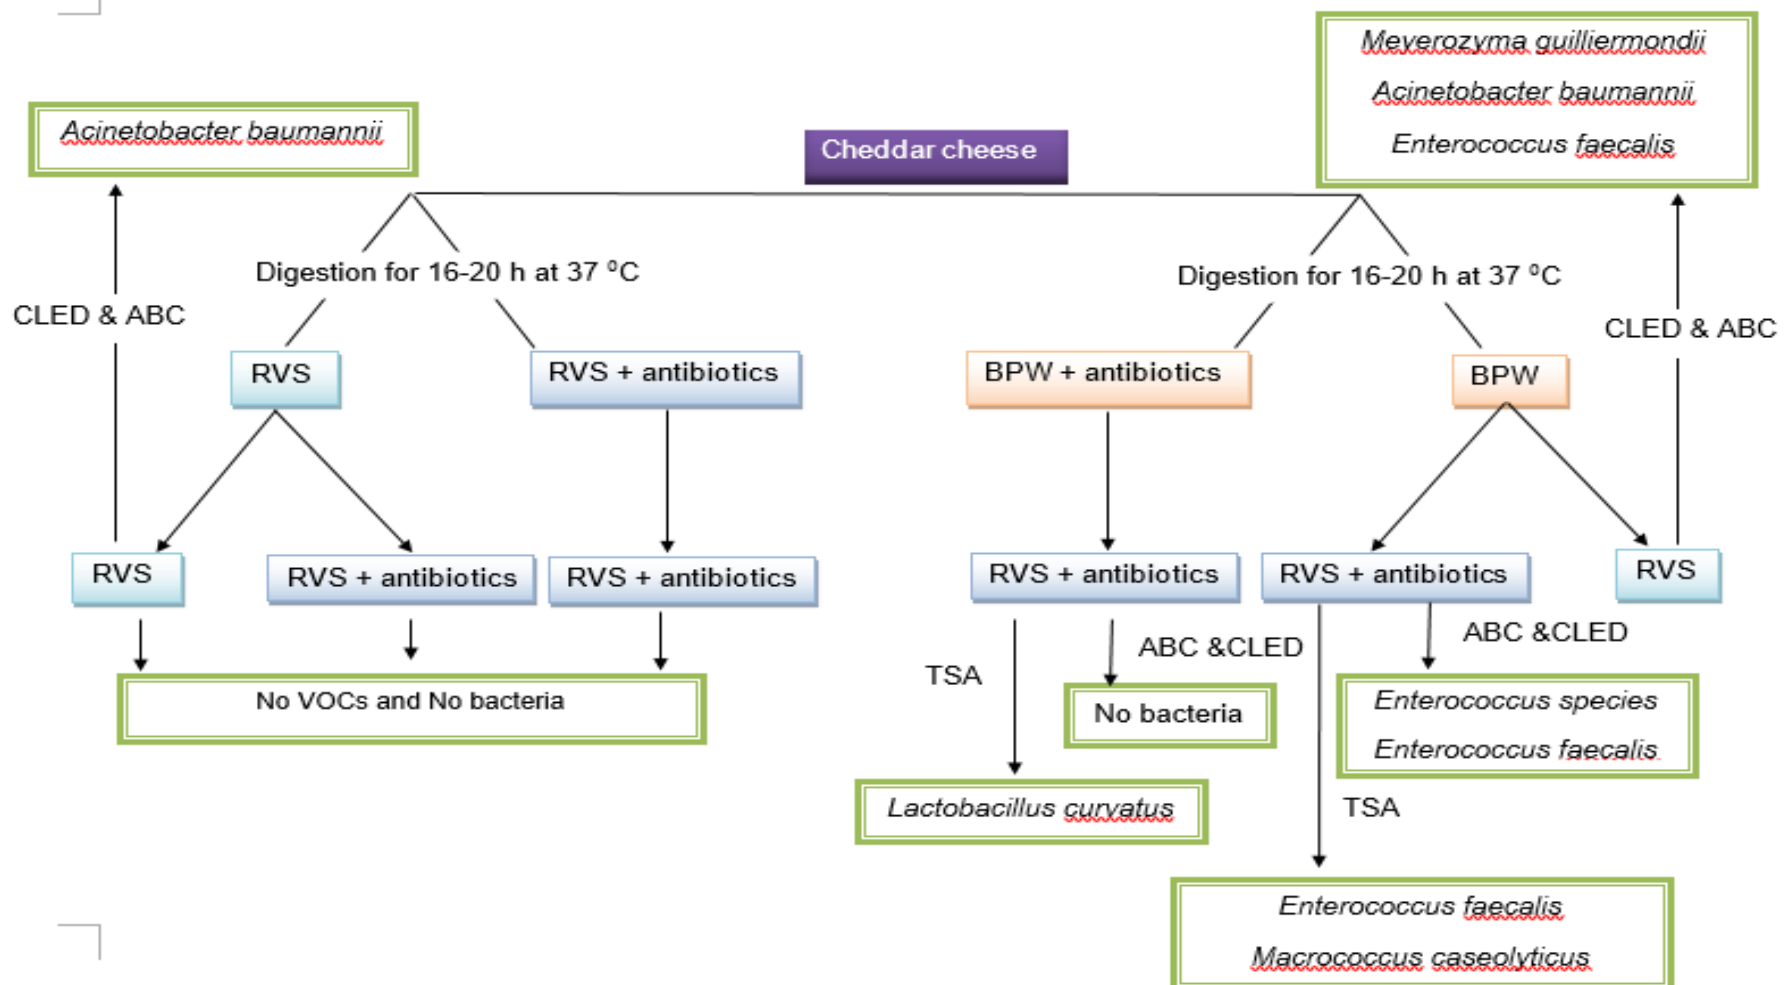 Meyerozyma guilliermondii
Acinetobacter baumannii
Enterococcus faecalis
Acinetobacter baumannii
Cheddar cheese
Digestion for 16-20 h at 37 ⁰C
Digestion for 16-20 h at 37 ⁰C
CLED & ABC
CLED & ABC
RVS
RVS + antibiotics
BPW + antibiotics
BPW
RVS
RVS + antibiotics
RVS + antibiotics
RVS + antibiotics
RVS + antibiotics
RVS
TSA
ABC &CLED
ABC &CLED
No VOCs and No bacteria
No bacteria
Enterococcus species
Enterococcus faecalis
Lactobacillus curvatus
TSA
Enterococcus faecalis
Macrococcus caseolyticus